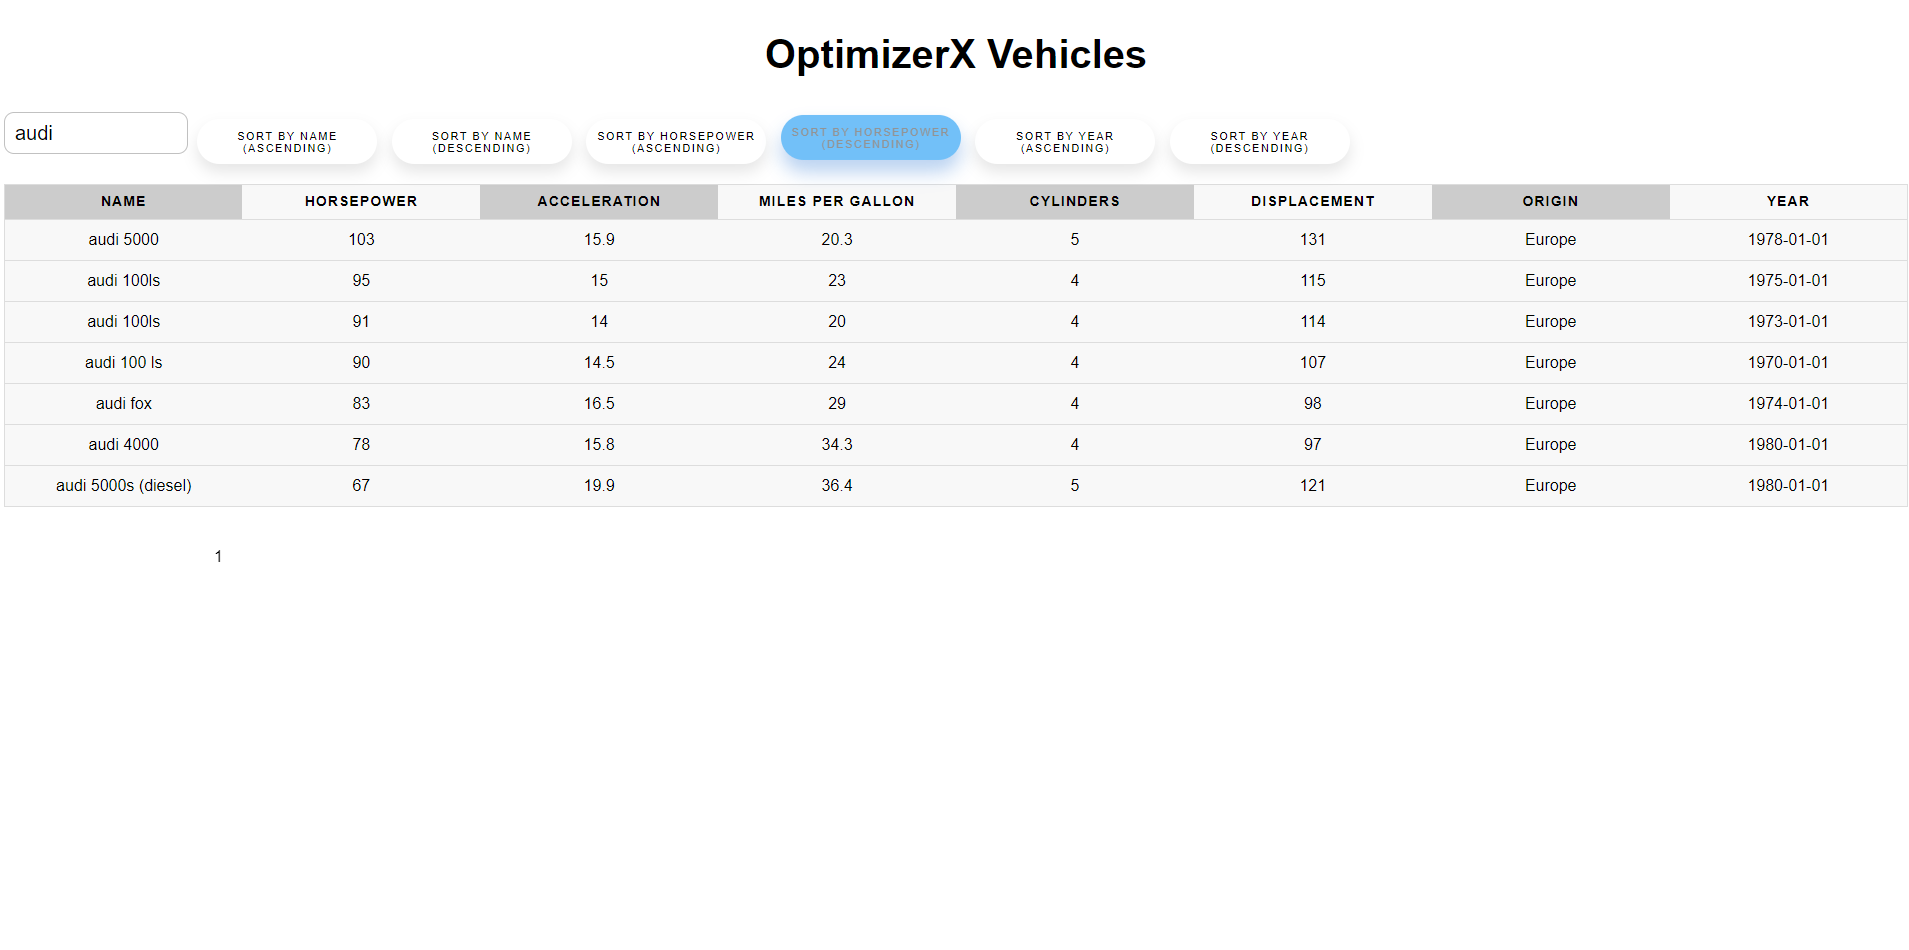 OptimizerX Vehicles
audi
SORT BY NAME
(ASCENDING)
SORT BY NAME
(DESCENDING)
SORT BY HORSEPOWER
(ASCENDING)
SORT BY HORSEPOWER
(DESCENDING)
SORT BY YEAR
(ASCENDING)
SORT BY YEAR
(DESCENDING)
NAME HORSEPOWER ACCELERATION MILES PER GALLON CYLINDERS DISPLACEMENT ORIGIN YEAR
audi 5000 103 15.9 20.3 5 131 Europe 1978-01-01
audi 100ls 95 15 23 4 115 Europe 1975-01-01
audi 100ls 91 14 20 4 114 Europe 1973-01-01
audi 100 ls 90 14.5 24 4 107 Europe 1970-01-01
audi fox 83 16.5 29 4 98 Europe 1974-01-01
audi 4000 78 15.8 34.3 4 97 Europe 1980-01-01
audi 5000s (diesel) 67 19.9 36.4 5 121 Europe 1980-01-01
1